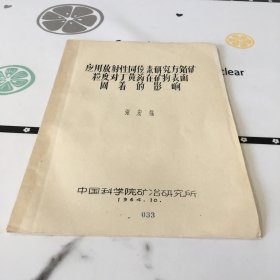 应用放射性同位素研究方铅矿
粒度对丁黄药在矿物表面
固着的影响
中国科学院矿冶研究所
1964.10.
033
nuclear